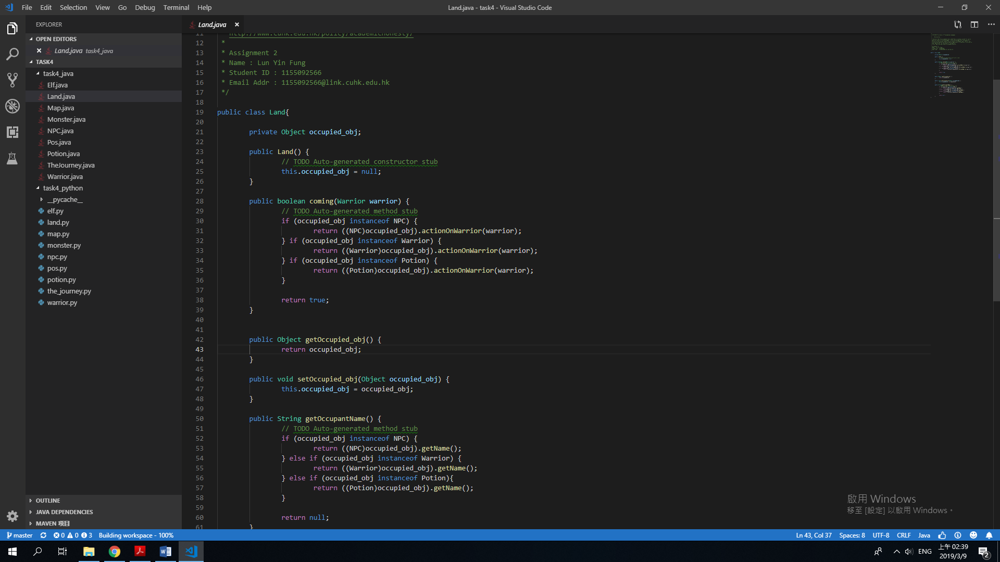 File Edit Selection View Go Debug Terminal Help
Land.java - task4 - Visual Studio Code
EXPLORER
OPEN EDITORS
Land.java task4_java
TASK4
task4_java
Elf.java
Land.java
Map.java
Monster.java
NPC.java
Pos.java
Potion.java
TheJourney.java
Warrior.java
task4_python
__pycache__
elf.py
land.py
map.py
monster.py
npc.py
pos.py
potion.py
the_journey.py
warrior.py
OUTLINE
JAVA DEPENDENCIES
MAVEN 项目
Land.java
11 http://www.cuhk.edu.hk/policy/academichonesty/
12 *
13 * Assignment 2
14 * Name : Lun Yin Fung
15 * Student ID : 1155092566
16 * Email Addr : 1155092566@link.cuhk.edu.hk
17 */
18
19 public class Land{
20
21 private Object occupied_obj;
22
23 public Land() {
24 // TODO Auto-generated constructor stub
25 this.occupied_obj = null;
26 }
27
28 public boolean coming(Warrior warrior) {
29 // TODO Auto-generated method stub
30 if (occupied_obj instanceof NPC) {
31 return ((NPC)occupied_obj).actionOnWarrior(warrior);
32 } if (occupied_obj instanceof Warrior) {
33 return ((Warrior)occupied_obj).actionOnWarrior(warrior);
34 } if (occupied_obj instanceof Potion) {
35 return ((Potion)occupied_obj).actionOnWarrior(warrior);
36 }
37
38 return true;
39 }
40
41
42 public Object getOccupied_obj() {
43 return occupied_obj;
44 }
45
46 public void setOccupied_obj(Object occupied_obj) {
47 this.occupied_obj = occupied_obj;
48 }
49
50 public String getOccupantName() {
51 // TODO Auto-generated method stub
52 if (occupied_obj instanceof NPC) {
53 return ((NPC)occupied_obj).getName();
54 } else if (occupied_obj instanceof Warrior) {
55 return ((Warrior)occupied_obj).getName();
56 } else if (occupied_obj instanceof Potion){
57 return ((Potion)occupied_obj).getName();
58 }
59
60 return null;
61 }
啟用 Windows
移至 [設定] 以啟用 Windows。
master 0 0 3 Building workspace - 100% Ln 43, Col 37 Spaces: 8 UTF-8 CRLF Java
ENG
上午 02:39
2019/3/9
2